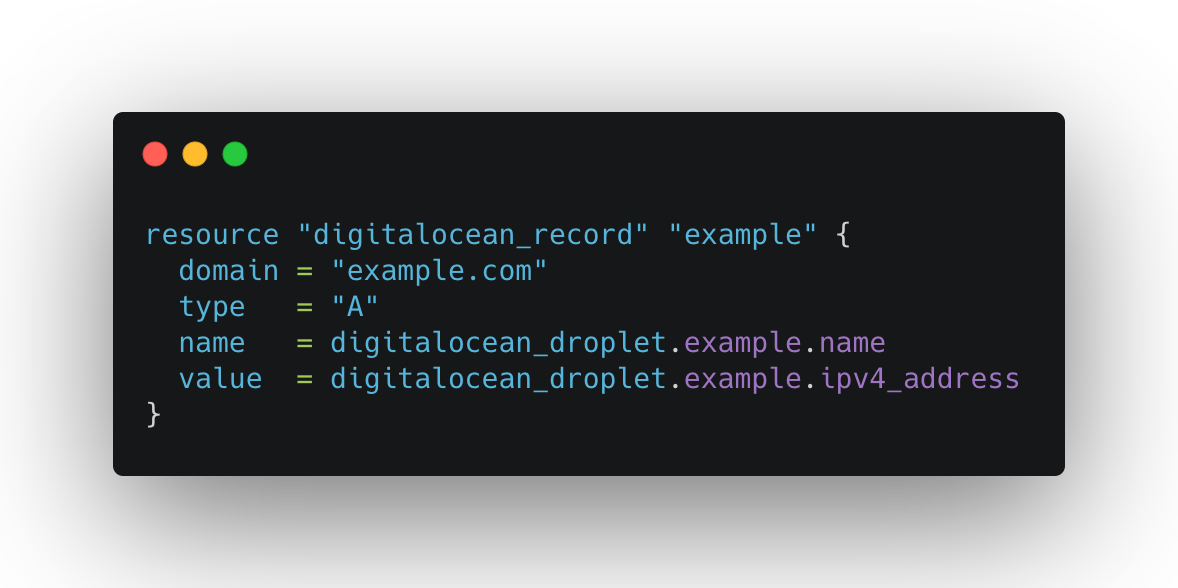 resource "digitalocean_record" "example" {
  domain = "example.com"
  type   = "A"
  name   = digitalocean_droplet.example.name
  value  = digitalocean_droplet.example.ipv4_address
}